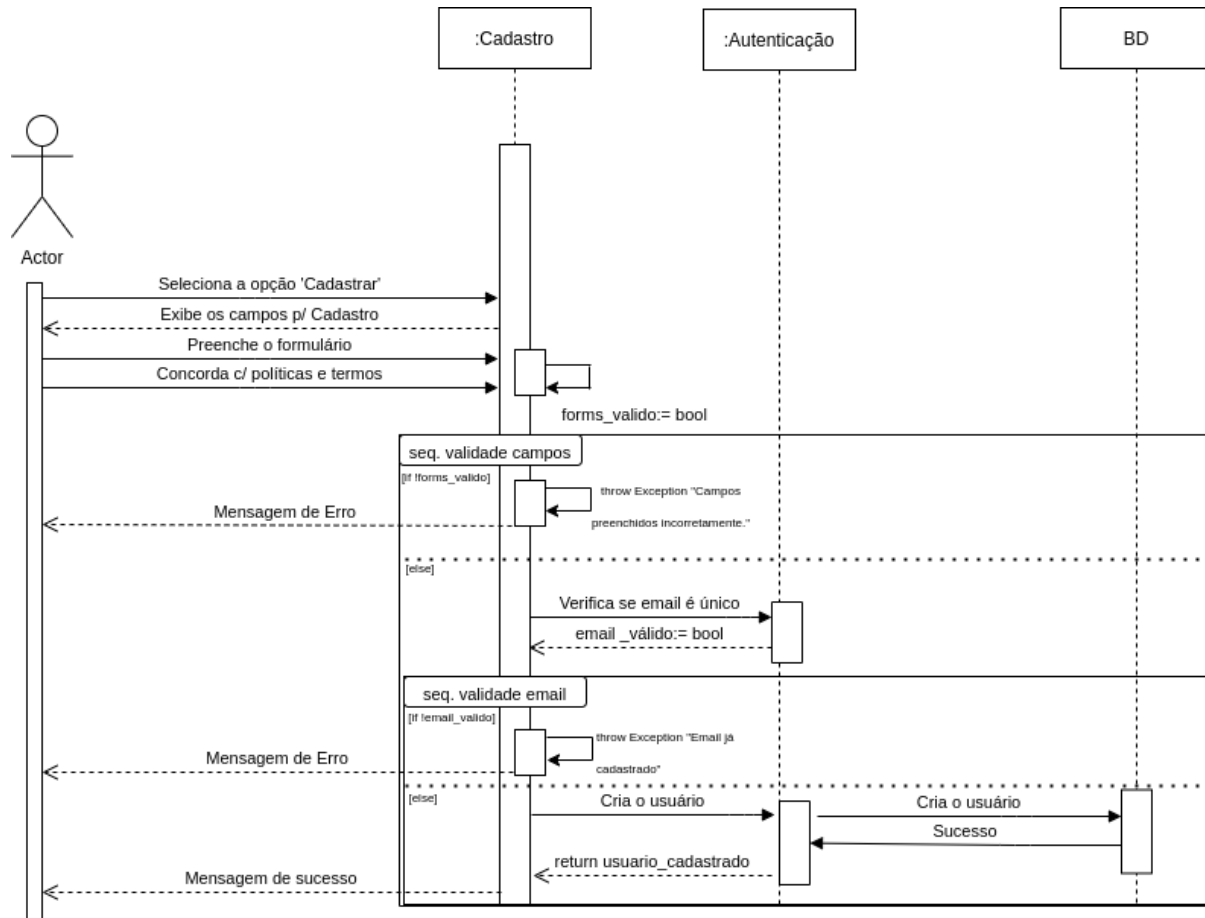 :Cadastro
:Autenticação
BD
Actor
Seleciona a opção 'Cadastrar'
Exibe os campos p/ Cadastro
Preenche o formulário
Concorda c/ políticas e termos
forms_valido:= bool
seq. validade campos
[If !forms_valido]
throw Exception "Campos
preenchidos incorretamente."
Mensagem de Erro
[else]
Verifica se email é único
email _válido:= bool
seq. validade email
[If !email_valido]
throw Exception "Email já
cadastrado"
Mensagem de Erro
[else]
Cria o usuário
Cria o usuário
Sucesso
return usuario_cadastrado
Mensagem de sucesso